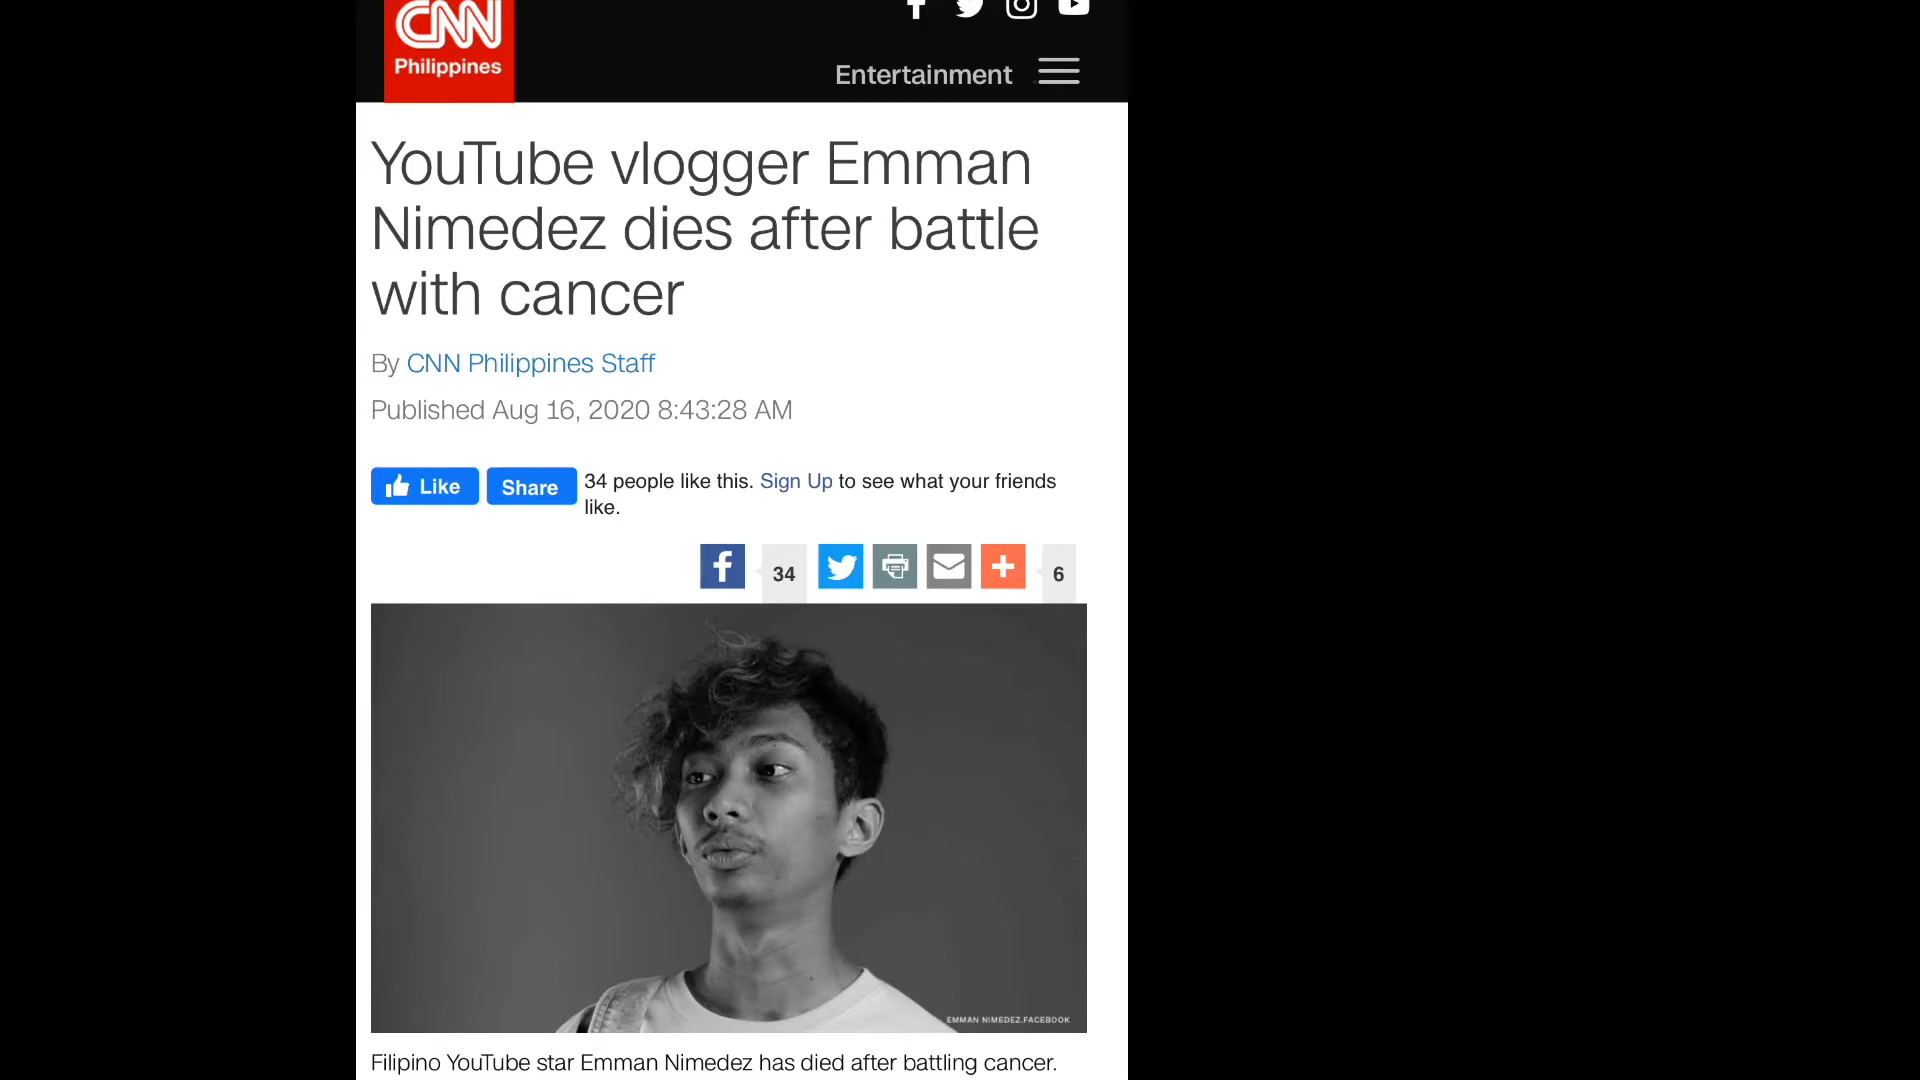 CNN
Philippines
Entertainment
YouTube vlogger Emman
Nimedez dies after battle
with cancer
By CNN Philippines Staff
Published Aug 16, 2020 8:43:28 AM
Like Share 34 people like this. Sign Up to see what your friends
like.
34 6
EMMAN NIMEDEZ.FACEBOOK
Filipino YouTube star Emman Nimedez has died after battling cancer.